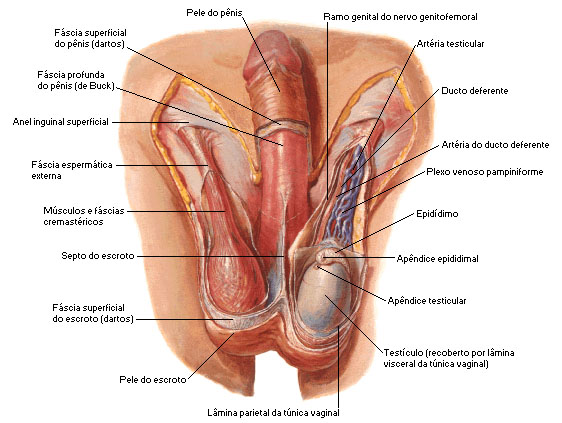 Pele do pênis
Fáscia superficial
do pênis (dartos)
Fáscia profunda
do pênis (de Buck)
Anel inguinal superficial
Fáscia espermática
externa
Músculos e fáscias
cremastéricos
Septo do escroto
Fáscia superficial
do escroto (dartos)
Pele do escroto
Ramo genital do nervo genitofemoral
Artéria testicular
Ducto deferente
Artéria do ducto deferente
Plexo venoso pampiniforme
Epidídimo
Apêndice epididimal
Apêndice testicular
Testículo (recoberto por lâmina
visceral da túnica vaginal)
Lâmina parietal da túnica vaginal